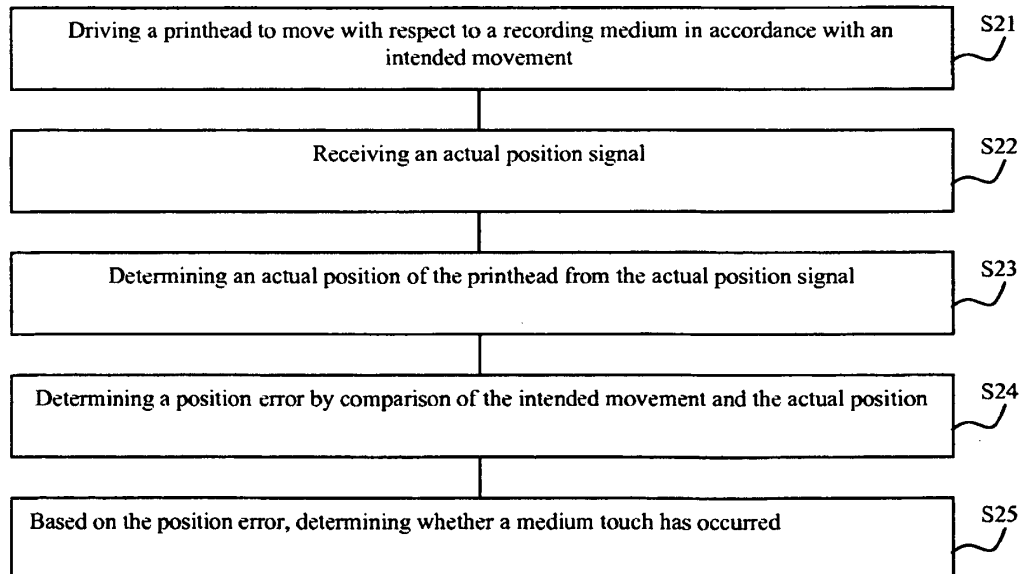 Driving a printhead to move with respect to a recording medium in accordance with an
intended movement
S21
Receiving an actual position signal
S22
Determining an actual position of the printhead from the actual position signal
S23
Determining a position error by comparison of the intended movement and the actual position
S24
Based on the position error, determining whether a medium touch has occurred
S25